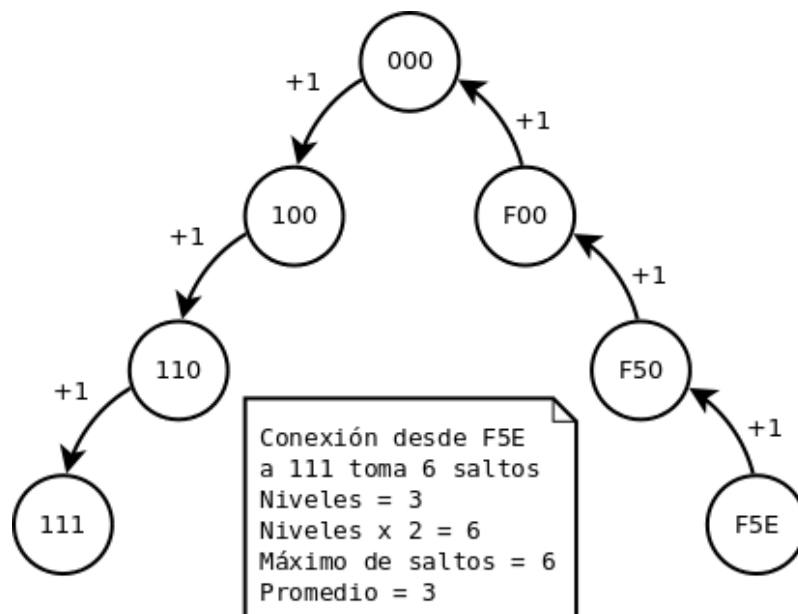 000
+1
+1
100
F00
+1
+1
110
F50
+1
+1
111
F5E
Conexión desde F5E
a 111 toma 6 saltos
Niveles = 3
Niveles x 2 = 6
Máximo de saltos = 6
Promedio = 3